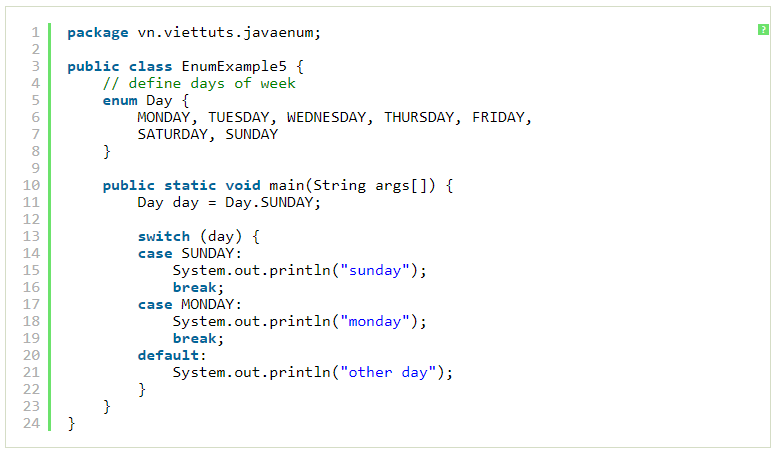 1 package vn.viettuts.javaenum;
?
2
3 public class EnumExample5 {
4     // define days of week
5     enum Day {
6         MONDAY, TUESDAY, WEDNESDAY, THURSDAY, FRIDAY,
7         SATURDAY, SUNDAY
8     }
9
10     public static void main(String args[]) {
11         Day day = Day.SUNDAY;
12
13         switch (day) {
14         case SUNDAY:
15             System.out.println("sunday");
16             break;
17         case MONDAY:
18             System.out.println("monday");
19             break;
20         default:
21             System.out.println("other day");
22         }
23     }
24 }